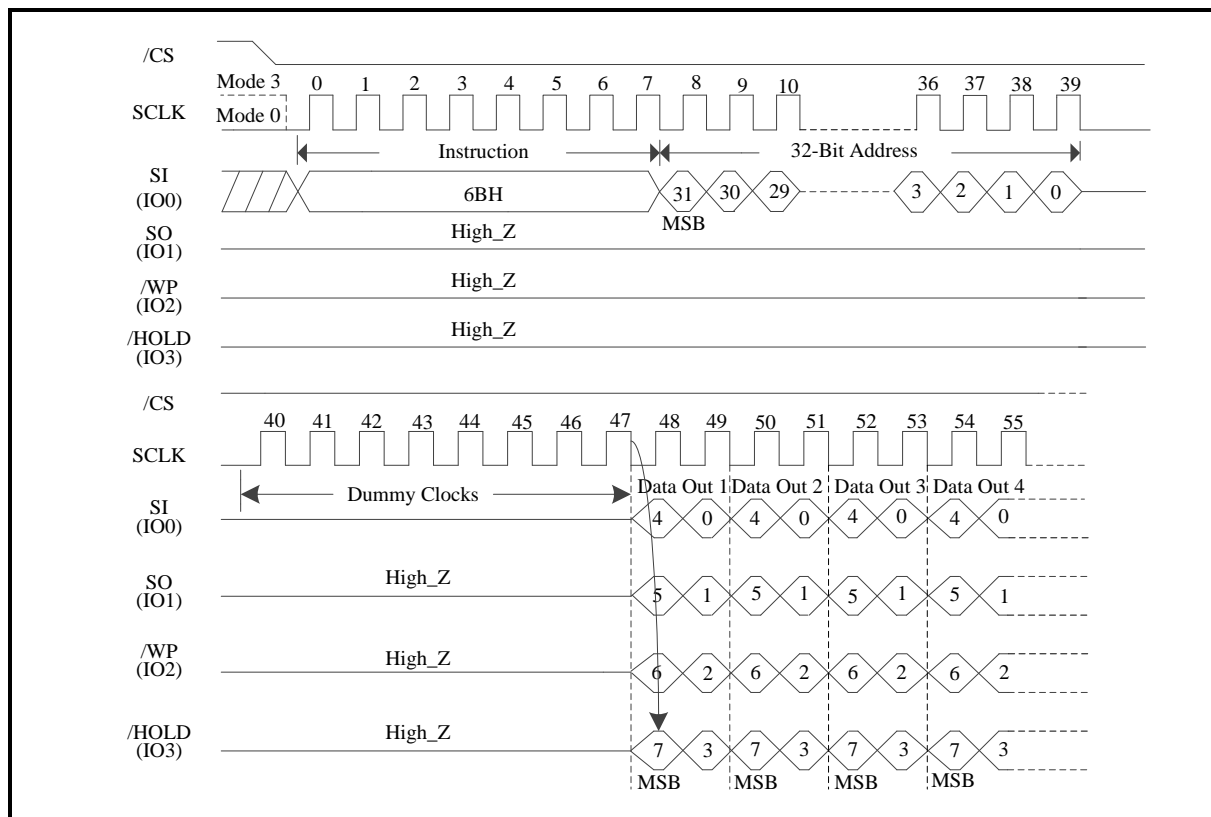 /CS
Mode 3
0 1 2 3 4 5 6 7 8 9 10 36 37 38 39
SCLK
Mode 0
Instruction 32-Bit Address
SI
(IO0)
6BH 31 30 29 3 2 1 0
MSB
SO
(IO1)
High_Z
/WP
(IO2)
High_Z
/HOLD
(IO3)
High_Z
/CS
40 41 42 43 44 45 46 47 48 49 50 51 52 53 54 55
SCLK
Dummy Clocks
Data Out 1 Data Out 2 Data Out 3 Data Out 4
SI
(IO0)
4 0 4 0 4 0 4 0
SO
(IO1)
High_Z
5 1 5 1 5 1 5 1
/WP
(IO2)
High_Z
6 2 6 2 6 2 6 2
/HOLD
(IO3)
High_Z
7 3 7 3 7 3 7 3
MSB MSB MSB MSB